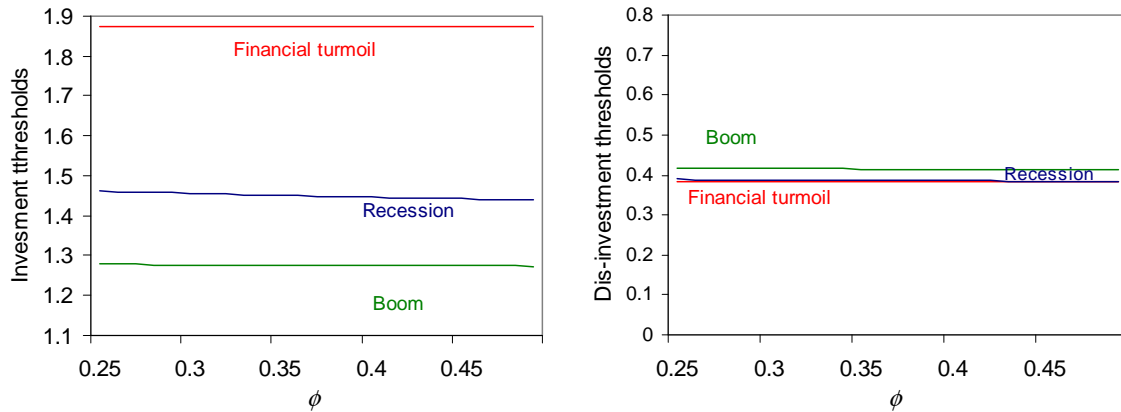 Invesment tthresholds
1.9
1.8
1.7
1.6
1.5
1.4
1.3
1.2
1.1
Financial turmoil
Recession
Boom
0.25 0.3 0.35 0.4 0.45
ϕ
Dis-investment thresholds
0.8
0.7
0.6
0.5
0.4
0.3
0.2
0.1
0
Boom
Recession
Financial turmoil
0.25 0.3 0.35 0.4 0.45
ϕ